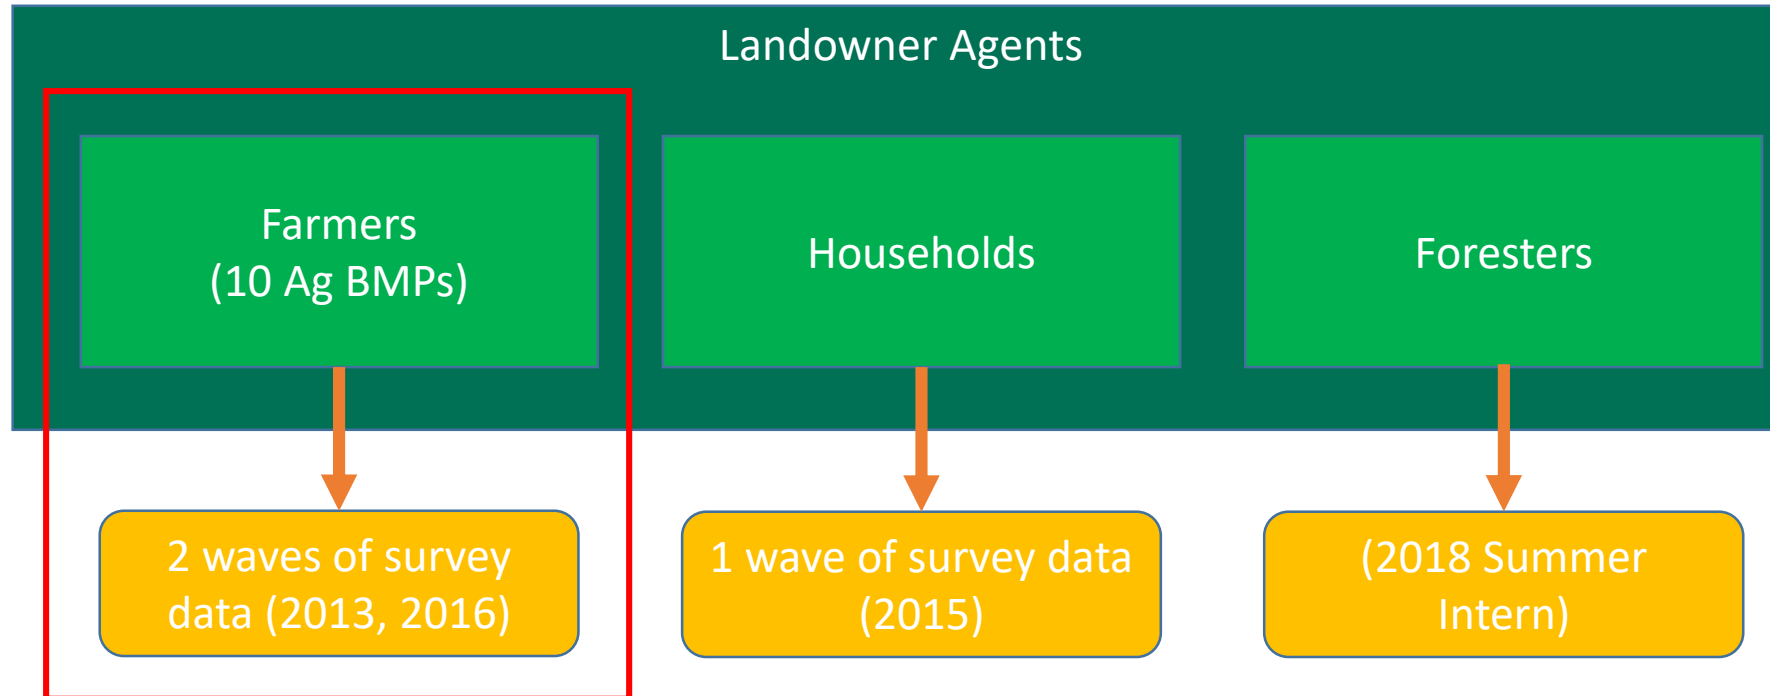 Landowner Agents
Farmers
(10 Ag BMPs)
Households
Foresters
2 waves of survey
data (2013, 2016)
1 wave of survey data
(2015)
(2018 Summer
Intern)